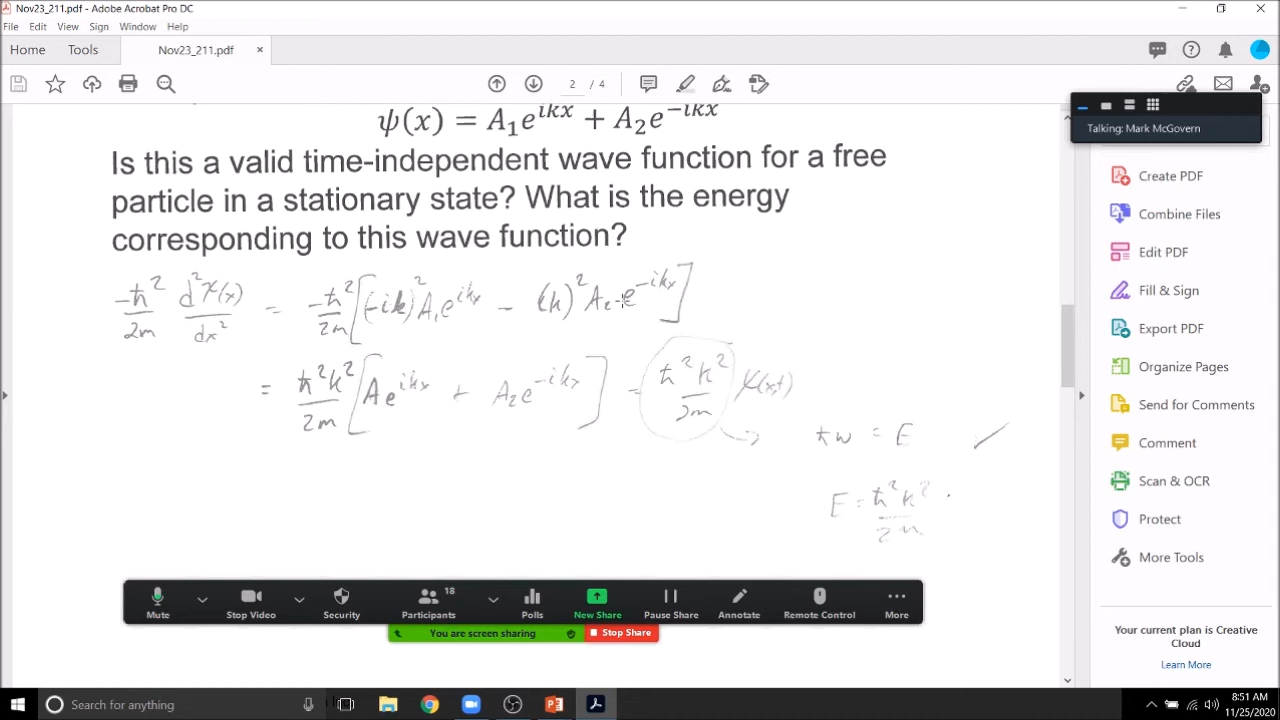 Nov23_211.pdf - Adobe Acrobat Pro DC
File Edit View Sign Window Help
Home Tools Nov23_211.pdf ×
2 / 4
ψ(x) = A₁e^{ikx} + A₂e^{-ikx}
Is this a valid time-independent wave function for a free
particle in a stationary state? What is the energy
corresponding to this wave function?
-ħ²/2m d²ψ(x)/dx² = -ħ²/2m [(-ik)² A₁e^{ikx} - (k)² A₂ e^{-ikx}]
= ħ²k²/2m [Ae^{ikx} + A₂e^{-ikx}] = ħ²k²/2m ψ(x,t)
→ ħω = E ✓
E = ħ²k²/2m
Talking: Mark McGovern
Create PDF
Combine Files
Edit PDF
Fill & Sign
Export PDF
Organize Pages
Send for Comments
Comment
Scan & OCR
Protect
More Tools
Your current plan is Creative
Cloud
Learn More
18
Mute Stop Video Security Participants Polls New Share Pause Share Annotate Remote Control More
You are screen sharing Stop Share
Search
8:51 AM
11/25/2020